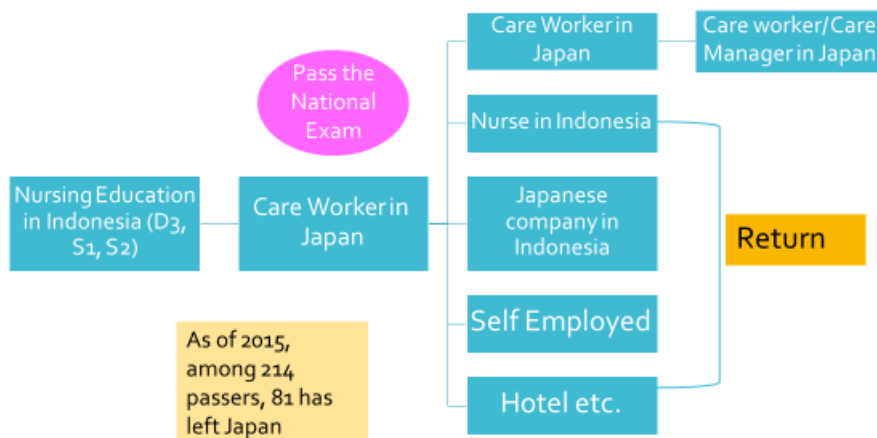 Nursing Education
in Indonesia (D3,
S1, S2)
Pass the
National
Exam
Care Worker in
Japan
As of 2015,
among 214
passers, 81 has
left Japan
Care Worker in
Japan
Care worker/Care
Manager in Japan
Nurse in Indonesia
Japanese
company in
Indonesia
Self Employed
Hotel etc.
Return